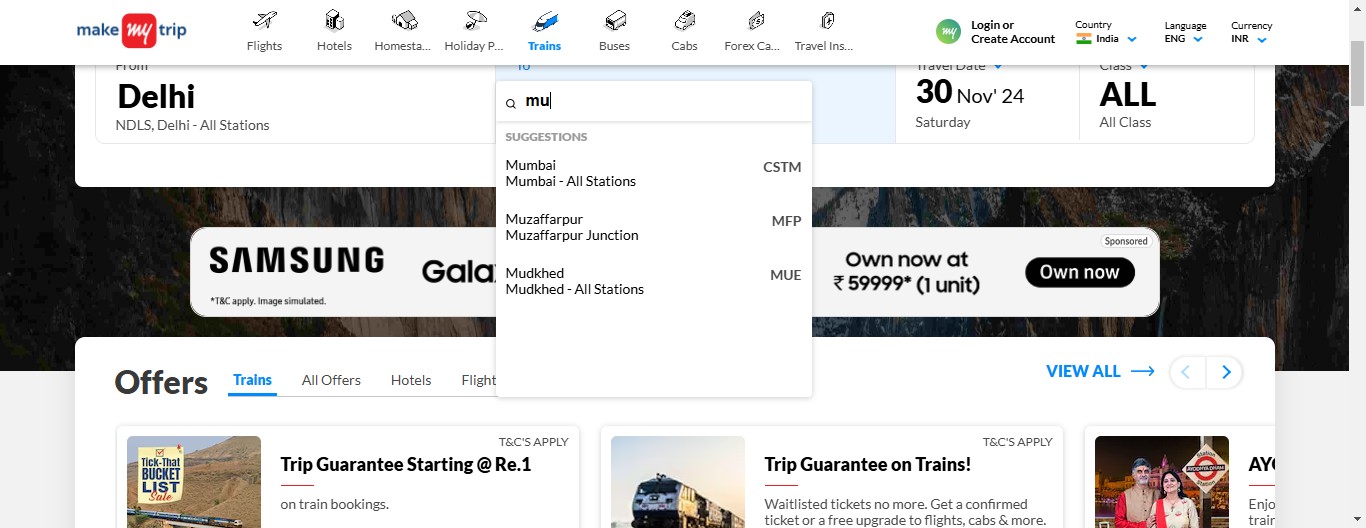 make my trip
Flights
Hotels
Homesta...
Holiday P...
Trains
Buses
Cabs
Forex Ca...
Travel Ins...
my
Login or
Create Account
Country
India
Language
ENG
Currency
INR
From
Delhi
NDLS, Delhi - All Stations
To
mu
SUGGESTIONS
Mumbai
CSTM
Mumbai - All Stations
Muzaffarpur
MFP
Muzaffarpur Junction
Mudkhed
MUE
Mudkhed - All Stations
Travel Date
30 Nov' 24
Saturday
Class
ALL
All Class
SAMSUNG
*T&C apply. Image simulated.
Gala
Own now at
₹ 59999* (1 unit)
Own now
Sponsored
Offers
Trains
All Offers
Hotels
Flight
VIEW ALL
T&C'S APPLY
TICK-THAT
BUCKET
LIST
Sale
Trip Guarantee Starting @ Re.1
on train bookings.
T&C'S APPLY
Trip Guarantee on Trains!
Waitlisted tickets no more. Get a confirmed
ticket or a free upgrade to flights, cabs & more.
Station
AYODHYA DHAM
Station
AYO
Enjo
train